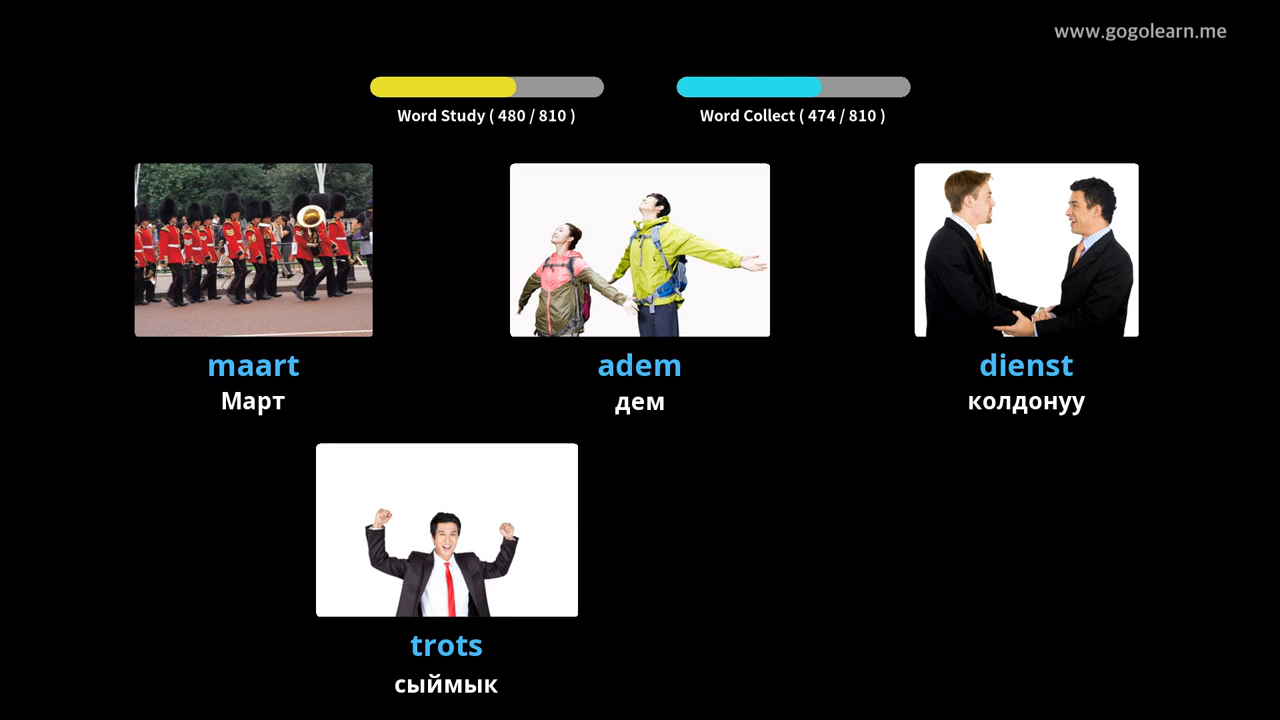 www.gogolearn.me
Word Study ( 480 / 810 )
Word Collect ( 474 / 810 )
maart
Март
adem
дем
dienst
колдонуу
trots
сыймык